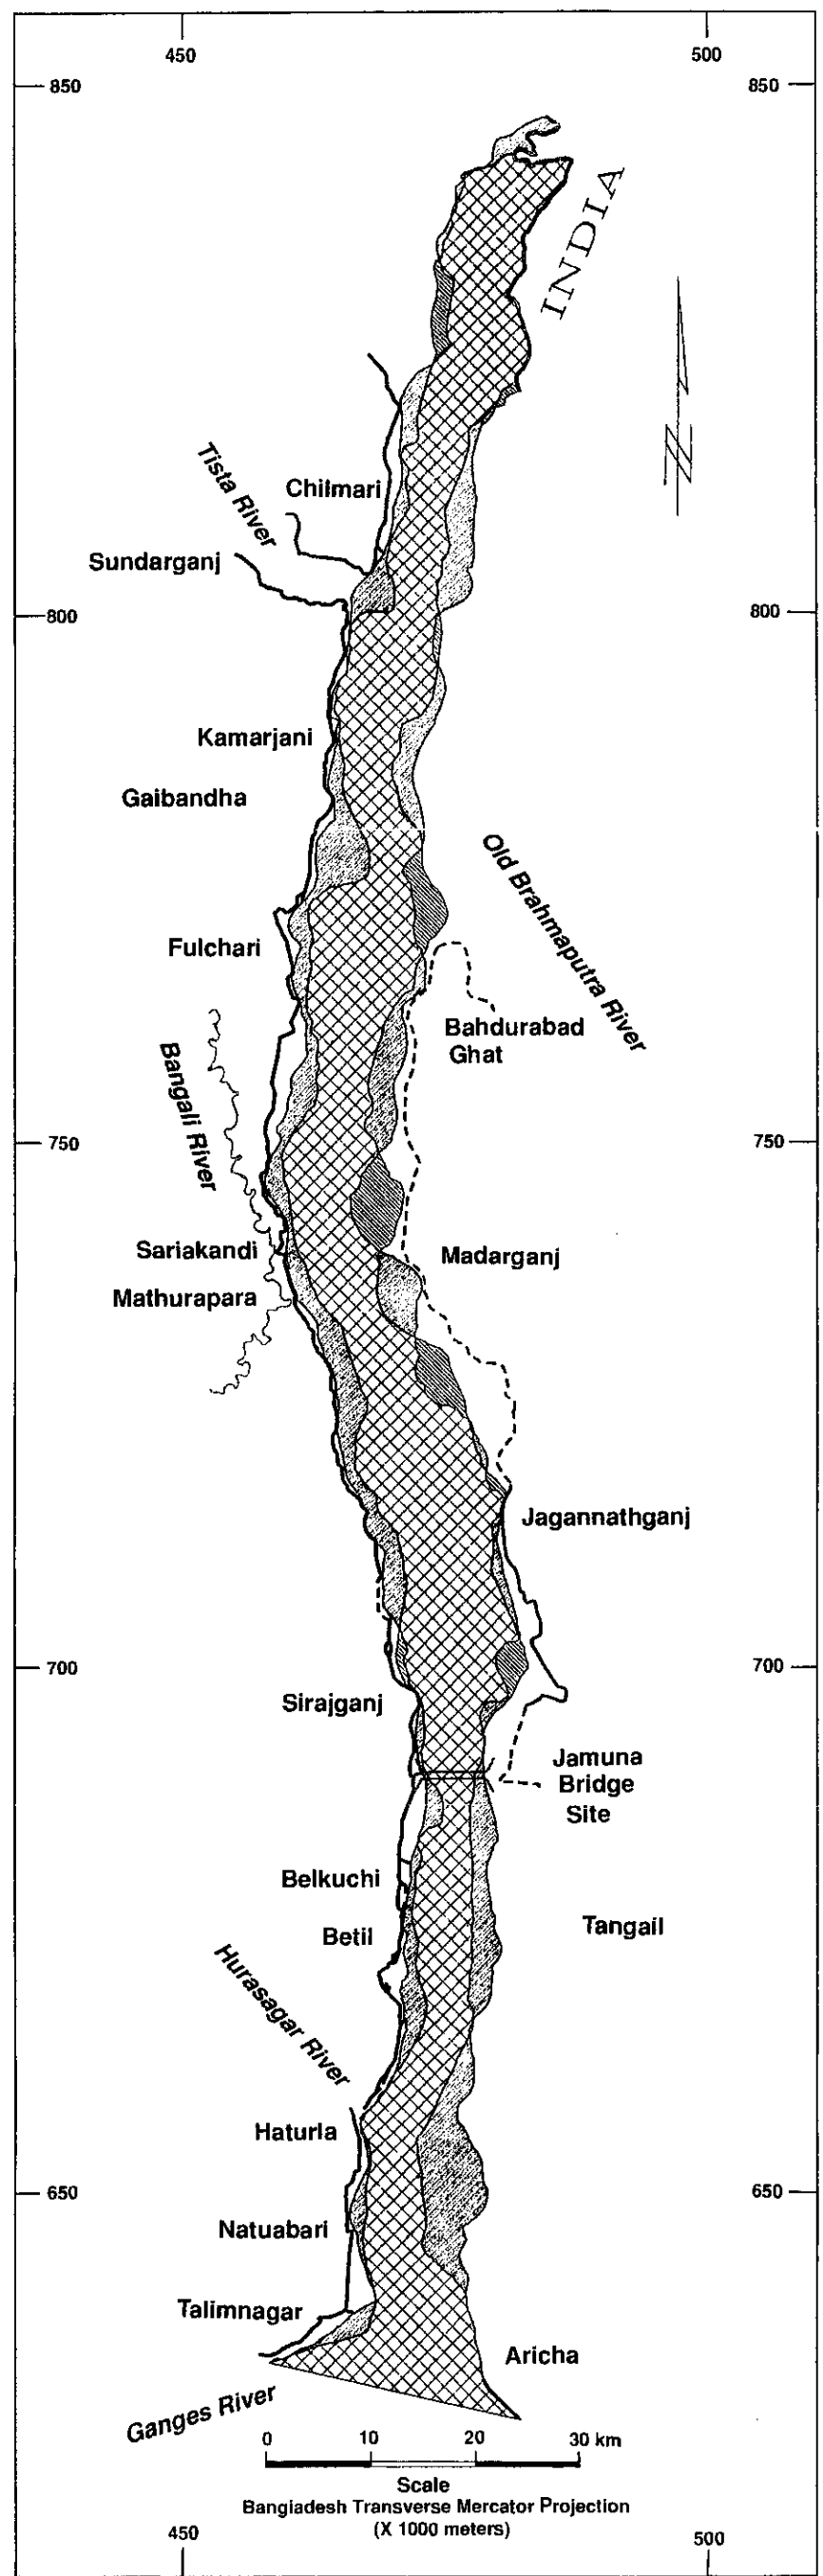 450
500
850
850
INDIA
Tista River
Chilmari
Sundarganj
800
800
Kamarjani
Gaibandha
Old Brahmaputra River
Fulchari
Bahdurabad
Ghat
Bangali River
750
750
Sariakandi
Madarganj
Mathurapara
Jagannathganj
700
700
Sirajganj
Jamuna
Bridge
Site
Belkuchi
Tangail
Betil
Hurasagar River
Haturla
650
650
Natuabari
Talimnagar
Aricha
Ganges River
0 10 20 30 km
Scale
Bangladesh Transverse Mercator Projection
(X 1000 meters)
450
500